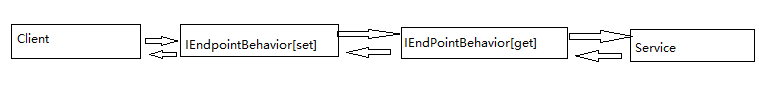 Client
IEndpointBehavior[set]
IEndPointBehavior[get]
Service